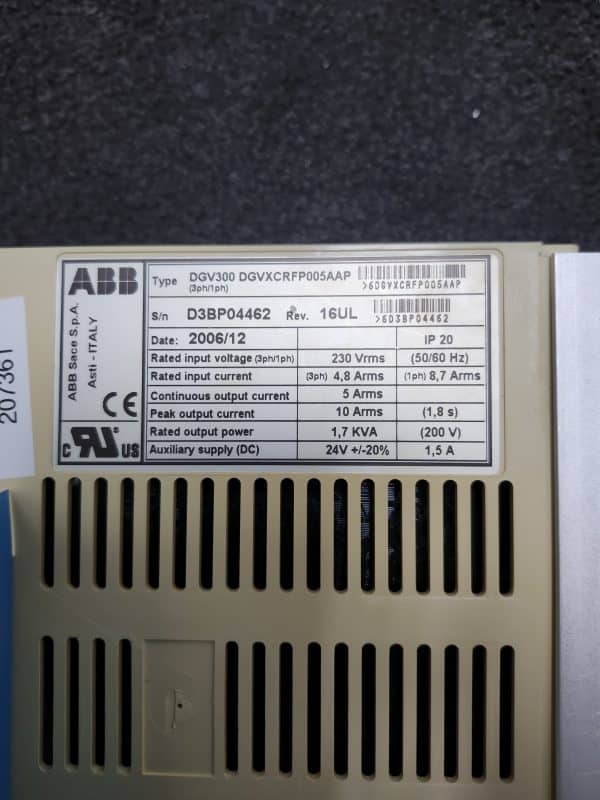 ABB
ABB Sace S.p.A.
Asti - ITALY
CE
c RU US
Type DGV300 DGVXCRFP005AAP
(3ph/1ph)
>6DGVXCRFP005AAP
S/n D3BP04462 Rev. 16UL
>6D3BP04462
Date: 2006/12 IP 20
Rated input voltage (3ph/1ph) 230 Vrms (50/60 Hz)
Rated input current (3ph) 4,8 Arms (1ph) 8,7 Arms
Continuous output current 5 Arms
Peak output current 10 Arms (1,8 s)
Rated output power 1,7 KVA (200 V)
Auxiliary supply (DC) 24V +/-20% 1,5 A
207361